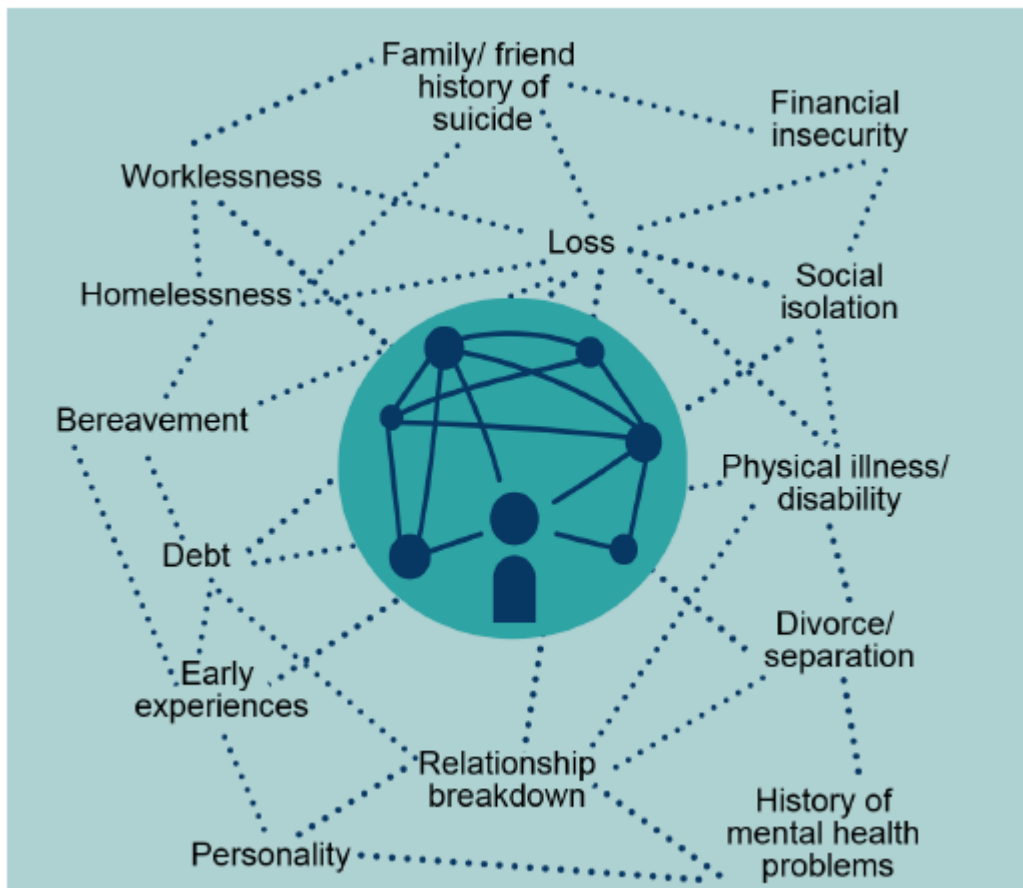 Family/ friend
history of
suicide
Financial
insecurity
Worklessness
Loss
Social
isolation
Homelessness
Bereavement
Physical illness/
disability
Debt
Divorce/
separation
Early
experiences
Relationship
breakdown
History of
mental health
problems
Personality